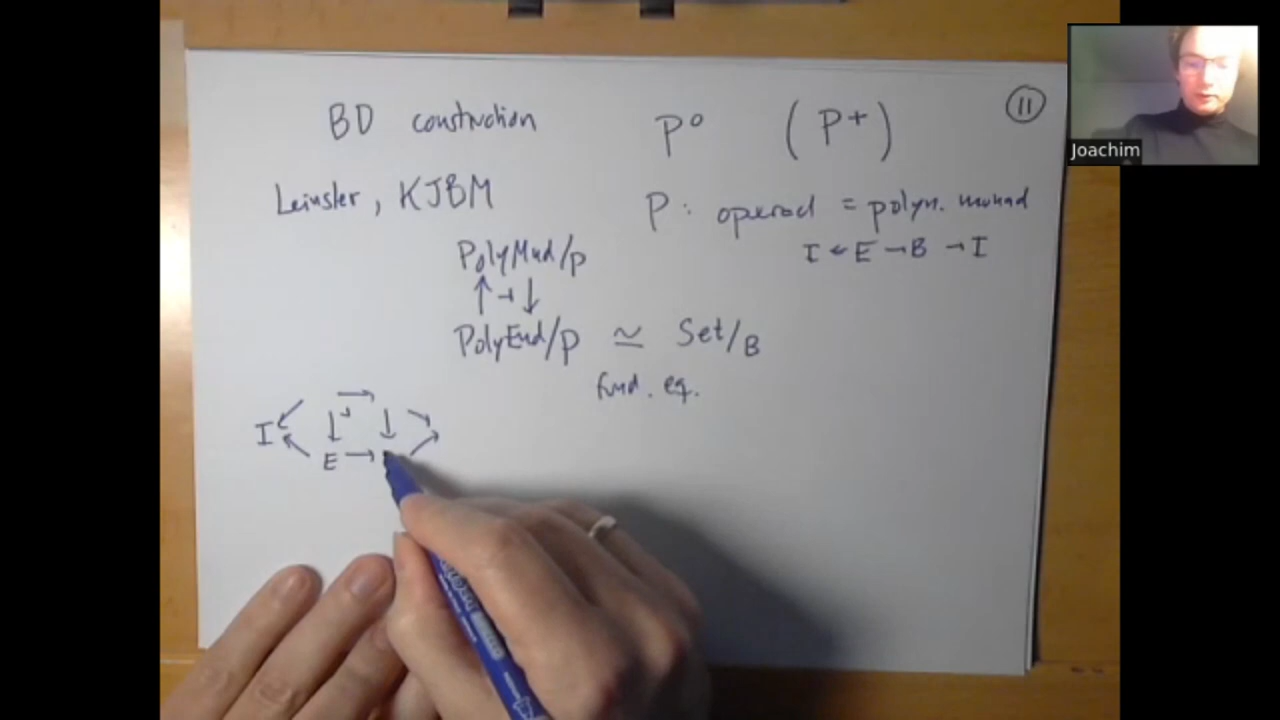 BD construction P° (P+) 11
Leinster, KJBM P: operad = polyn. monad
I ← E → B → I
PolyMnd/P
↑ ⊣ ↓
PolyEnd/P ≃ Set/B
fund. eq.
I
E →
Joachim